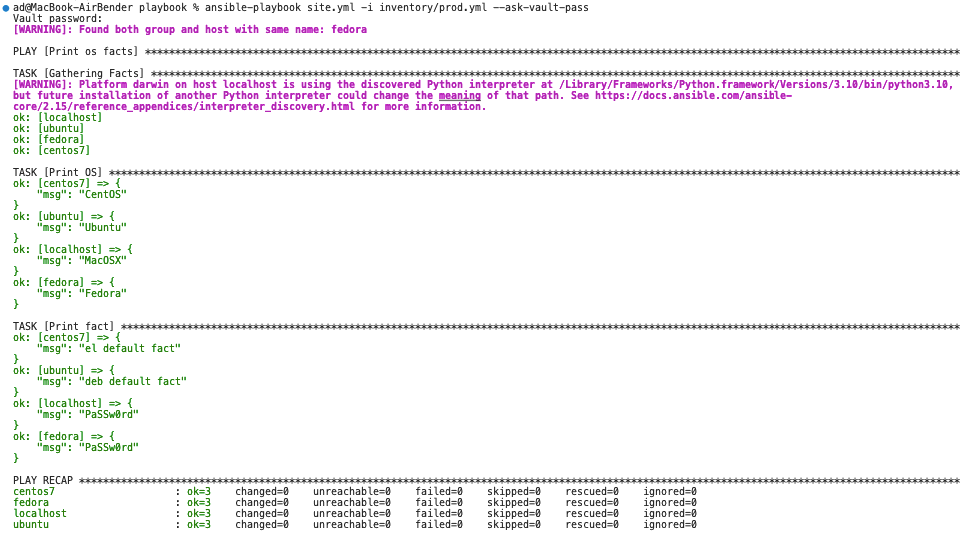 ad@MacBook-AirBender playbook % ansible-playbook site.yml -i inventory/prod.yml --ask-vault-pass
Vault password:
[WARNING]: Found both group and host with same name: fedora
PLAY [Print os facts] ****************************************************************************************************************************************
TASK [Gathering Facts] ***************************************************************************************************************************************
[WARNING]: Platform darwin on host localhost is using the discovered Python interpreter at /Library/Frameworks/Python.framework/Versions/3.10/bin/python3.10,
but future installation of another Python interpreter could change the meaning of that path. See https://docs.ansible.com/ansible-
core/2.15/reference_appendices/interpreter_discovery.html for more information.
ok: [localhost]
ok: [ubuntu]
ok: [fedora]
ok: [centos7]
TASK [Print OS] **********************************************************************************************************************************************
ok: [centos7] => {
    "msg": "CentOS"
}
ok: [ubuntu] => {
    "msg": "Ubuntu"
}
ok: [localhost] => {
    "msg": "MacOSX"
}
ok: [fedora] => {
    "msg": "Fedora"
}
TASK [Print fact] ********************************************************************************************************************************************
ok: [centos7] => {
    "msg": "el default fact"
}
ok: [ubuntu] => {
    "msg": "deb default fact"
}
ok: [localhost] => {
    "msg": "PaSSw0rd"
}
ok: [fedora] => {
    "msg": "PaSSw0rd"
}
PLAY RECAP ***************************************************************************************************************************************************
centos7                    : ok=3    changed=0    unreachable=0    failed=0    skipped=0    rescued=0    ignored=0
fedora                     : ok=3    changed=0    unreachable=0    failed=0    skipped=0    rescued=0    ignored=0
localhost                  : ok=3    changed=0    unreachable=0    failed=0    skipped=0    rescued=0    ignored=0
ubuntu                     : ok=3    changed=0    unreachable=0    failed=0    skipped=0    rescued=0    ignored=0